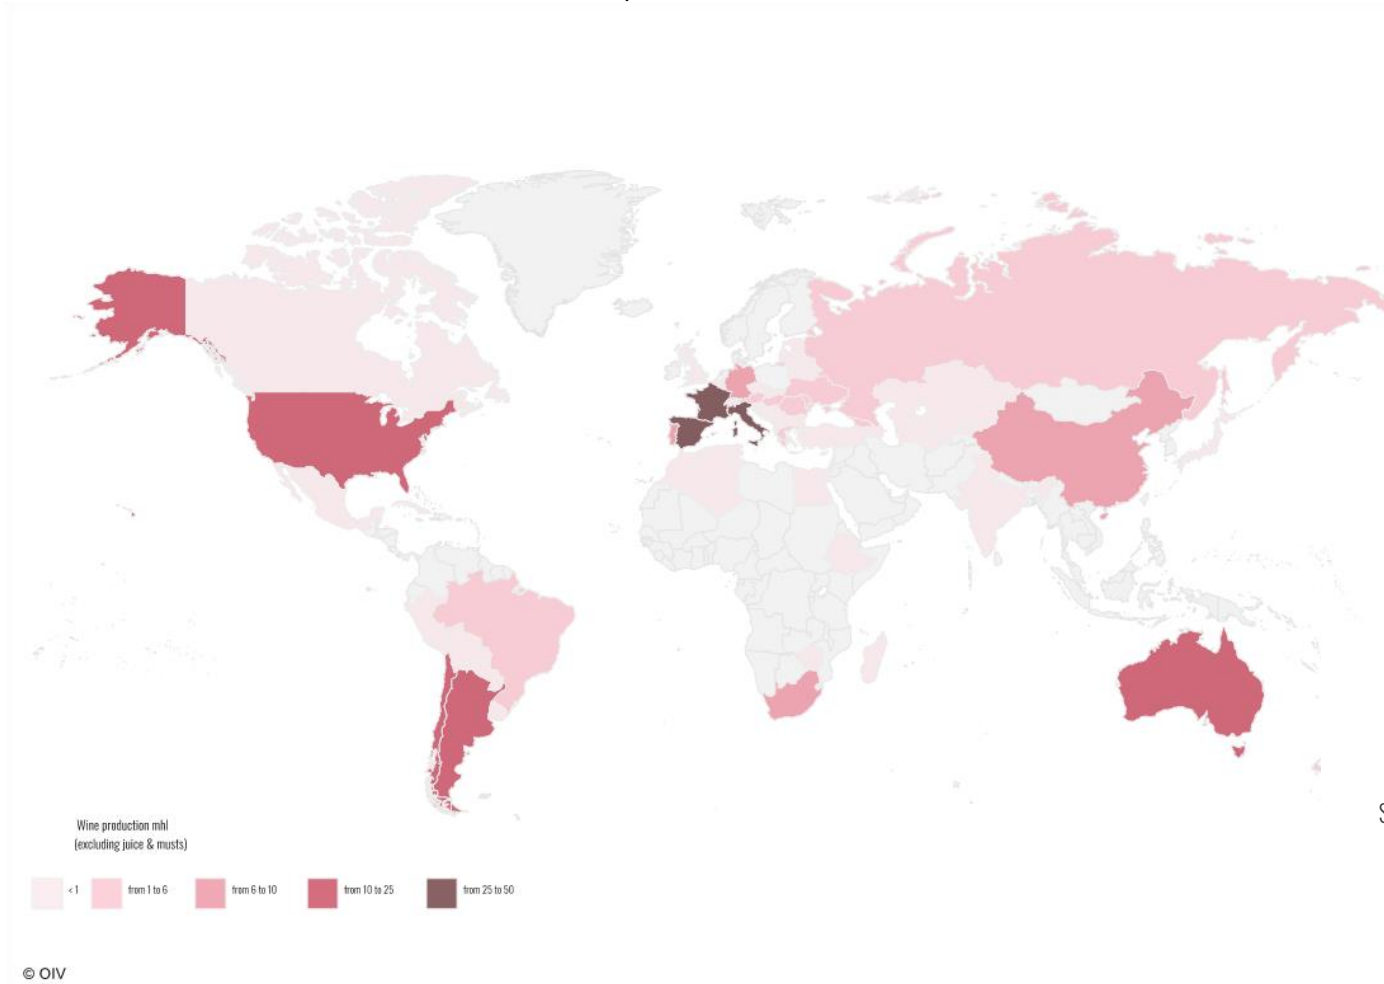 Wine production mhl
(excluding juice & musts)
< 1
from 1 to 6
from 6 to 10
from 10 to 25
from 25 to 50
© OIV